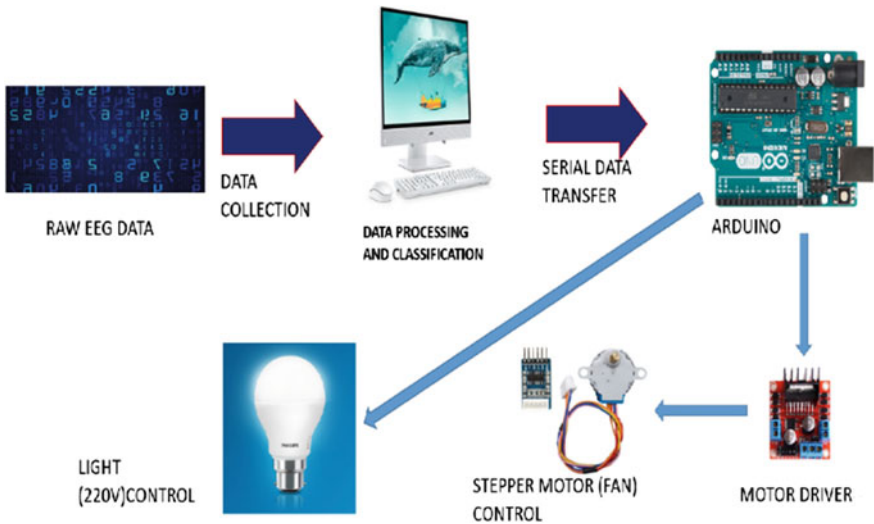 RAW EEG DATA
DATA
COLLECTION
DATA PROCESSING
AND CLASSIFICATION
SERIAL DATA
TRANSFER
ARDUINO
LIGHT
(220V)CONTROL
PHILIPS
STEPPER MOTOR (FAN)
CONTROL
MOTOR DRIVER